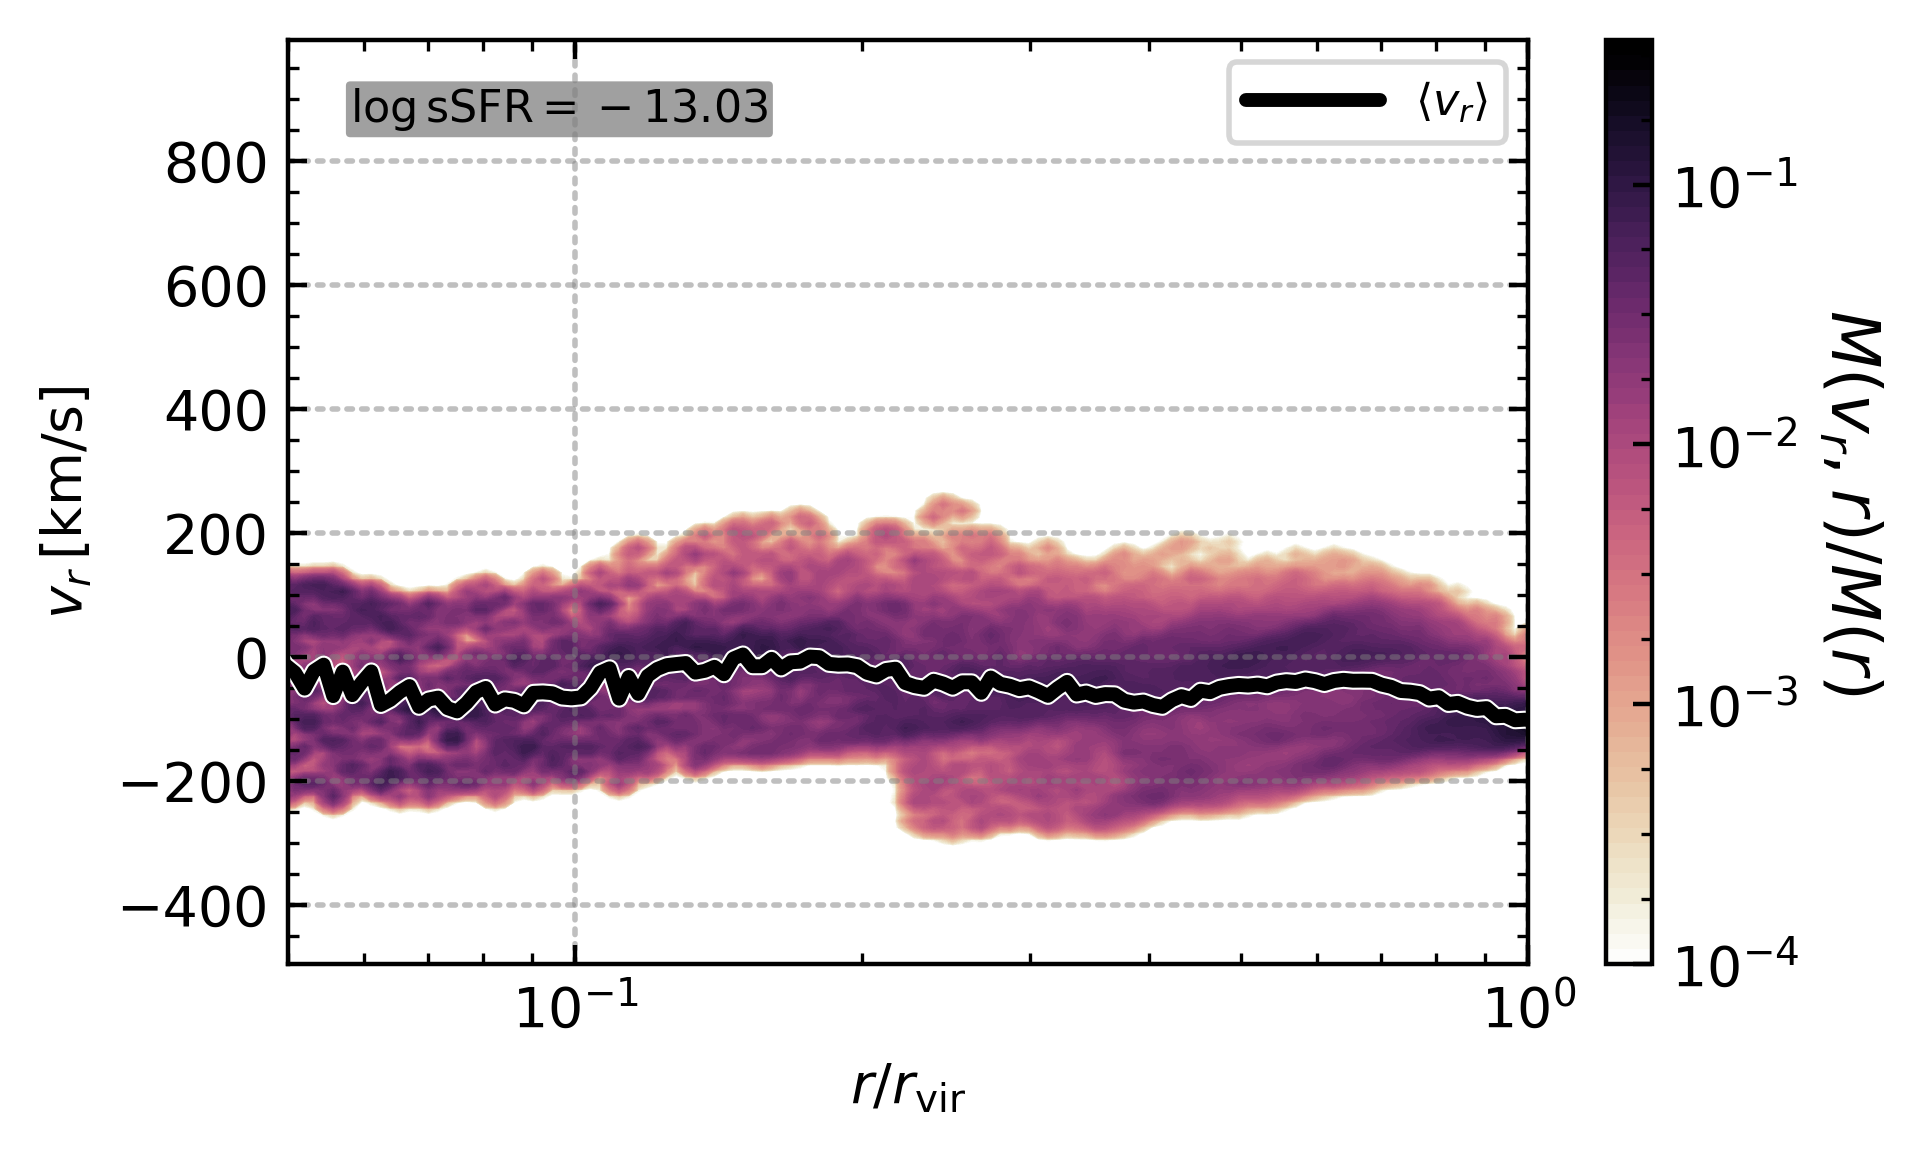 log sSFR = −13.03
⟨v_r⟩
800
600
400
200
0
−200
−400
v_r [km/s]
10^−1
10^0
r/r_vir
10^−1
10^−2
10^−3
10^−4
M(v_r, r)/M(r)